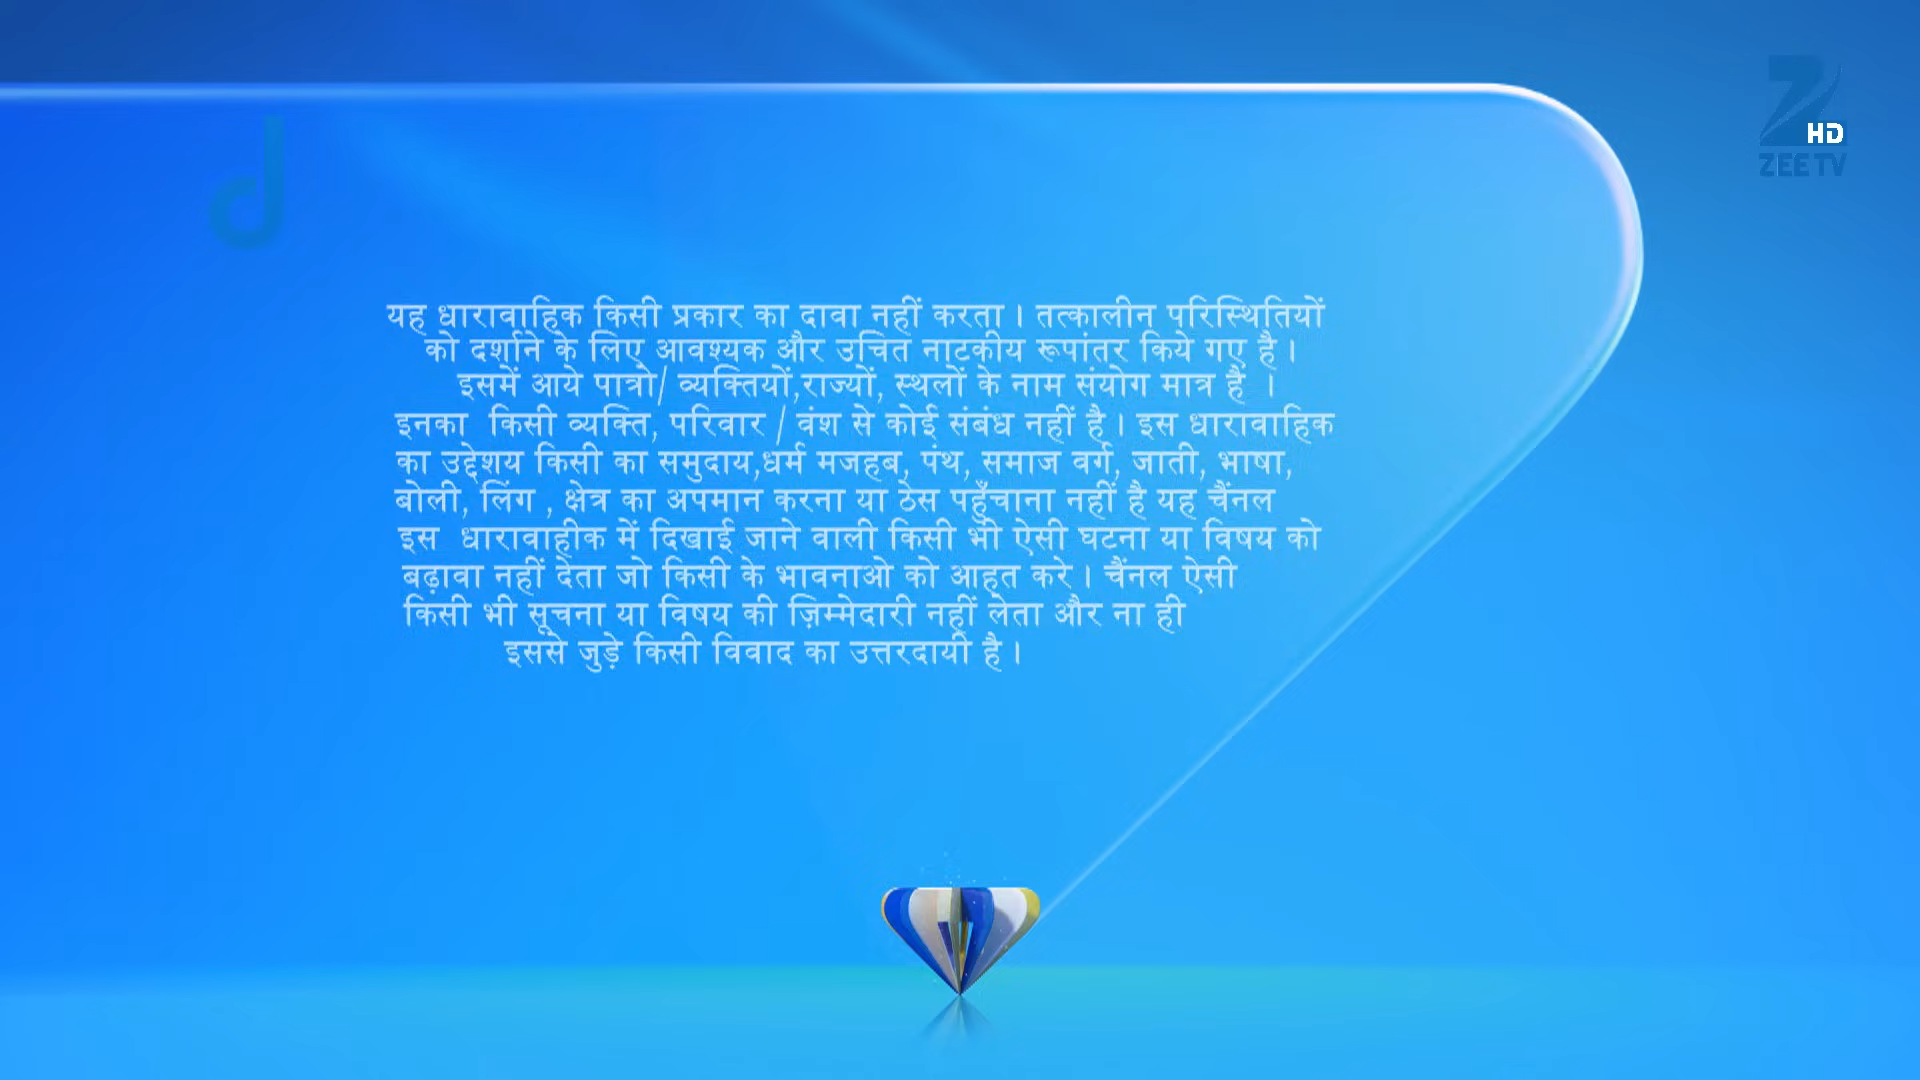 HD
ZEE TV
यह धारावाहिक किसी प्रकार का दावा नहीं करता । तत्कालीन परिस्थितियों
को दर्शाने के लिए आवश्यक और उचित नाटकीय रूपांतर किये गए है ।
इसमें आये पात्रो/ व्यक्तियों,राज्यों, स्थलों के नाम संयोग मात्र हैं ।
इनका किसी व्यक्ति, परिवार / वंश से कोई संबंध नहीं है । इस धारावाहिक
का उद्देशय किसी का समुदाय,धर्म मजहब, पंथ, समाज वर्ग, जाती, भाषा,
बोली, लिंग , क्षेत्र का अपमान करना या ठेस पहुँचाना नहीं है यह चैंनल
इस धारावाहीक में दिखाई जाने वाली किसी भी ऐसी घटना या विषय को
बढ़ावा नहीं देता जो किसी के भावनाओ को आहत करे । चैंनल ऐसी
किसी भी सूचना या विषय की ज़िम्मेदारी नहीं लेता और ना ही
इससे जुड़े किसी विवाद का उत्तरदायी है ।